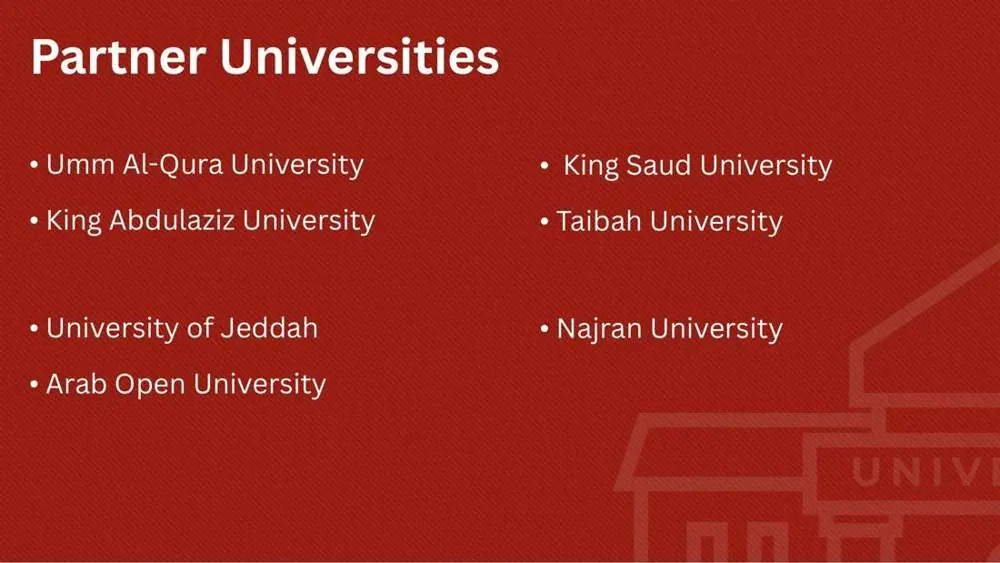 Partner Universities
• Umm Al-Qura University
• King Abdulaziz University
• University of Jeddah
• Arab Open University
• King Saud University
• Taibah University
• Najran University
UNIVE